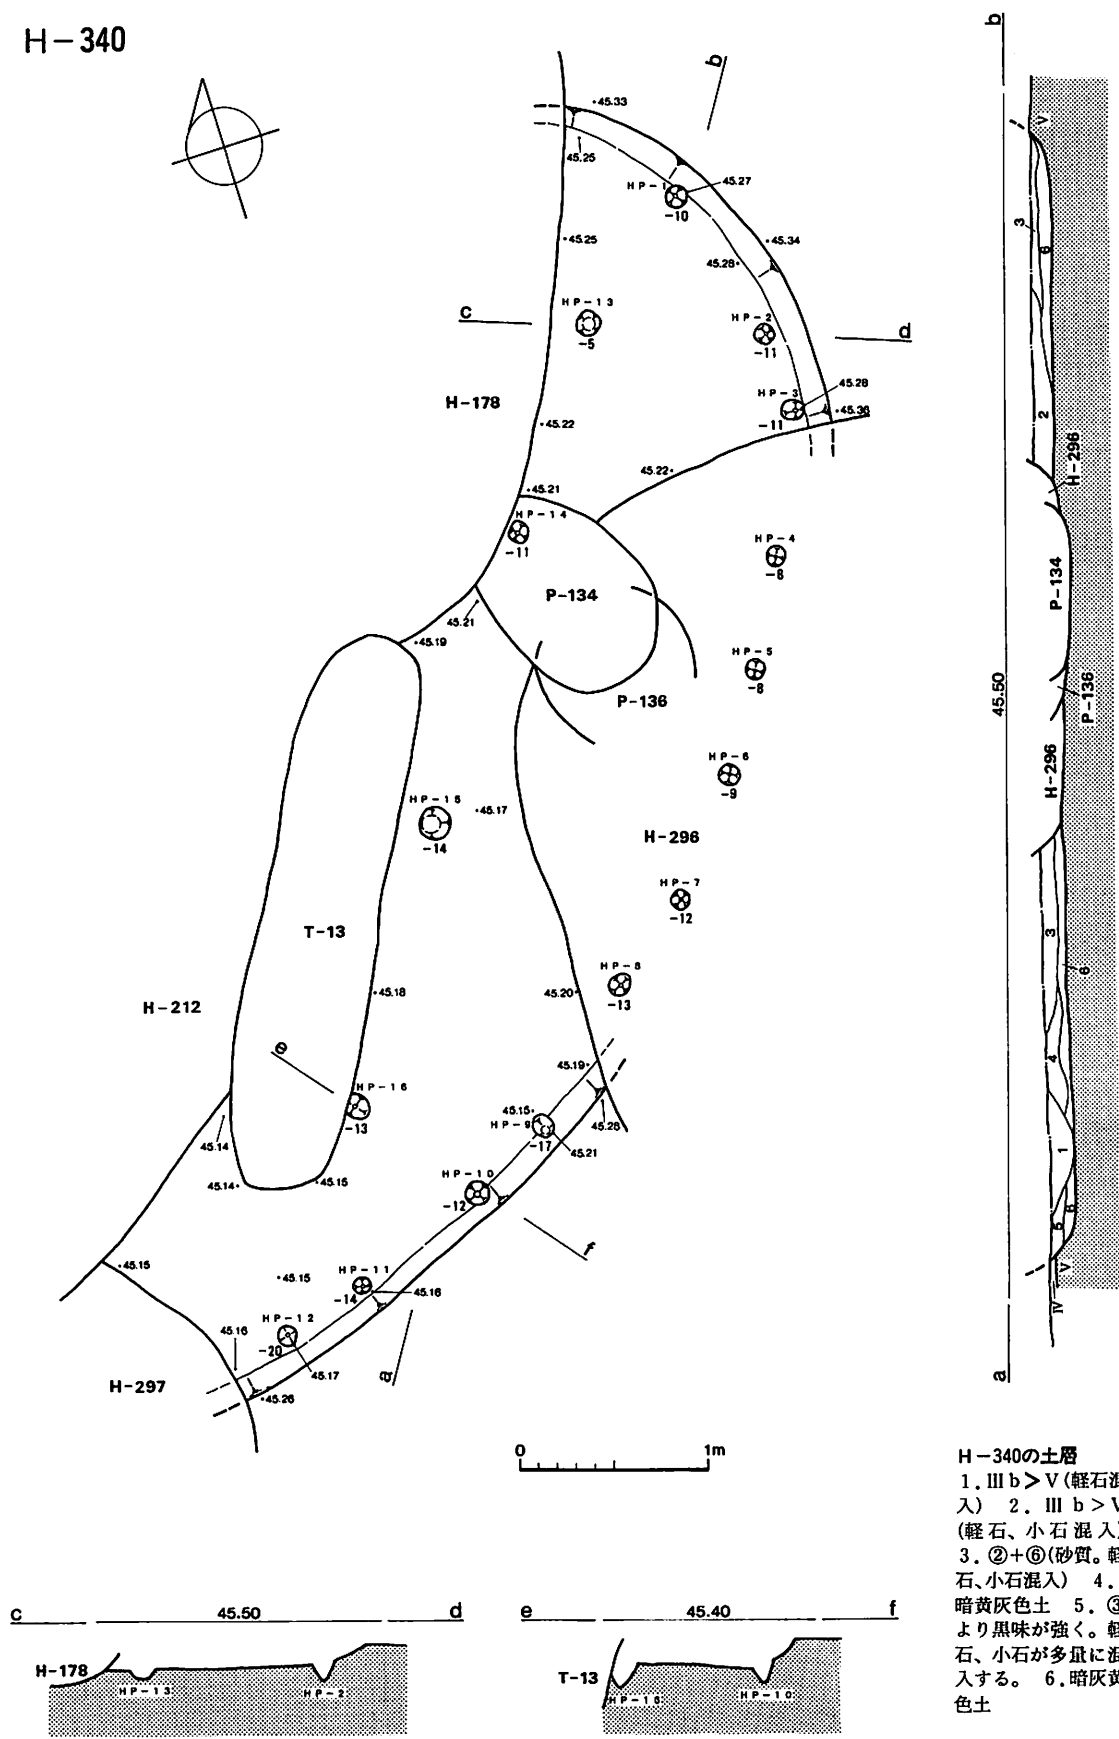 H-340
b
45.33
45.25
HP-1
45.27
-10
45.25
45.34
45.28
HP-13
-5
c
HP-2
-11
d
H-178
HP-3
45.28
-11
45.36
45.22
45.22
45.21
HP-14
-11
HP-4
-8
P-134
45.21
45.19
HP-5
-8
P-136
HP-6
-9
HP-15
-14
45.17
H-296
HP-7
-12
T-13
HP-8
-13
45.18
45.20
H-212
e
HP-16
-13
45.19
45.15
HP-9
-17
45.21
45.14
45.14
45.15
HP-10
-12
f
45.15
45.15
HP-11
-14
45.16
HP-12
-20
45.16
45.17
a
H-297
45.26
b
V
3
6
2
H-296
P-134
45.50
P-136
H-296
3
6
4
1
5
6
V
IV
a
0 1m
H-340の土層
1.Ⅲb>V(軽石混
入) 2.Ⅲb>V
(軽石、小石混入)
3.②+⑥(砂質。軽
石、小石混入) 4.
暗黄灰色土 5.③
より黒味が強く。軽
石、小石が多量に混
入する。 6.暗灰黄
色土
c 45.50 d
H-178
HP-13
HP-2
e 45.40 f
T-13
HP-16
HP-10